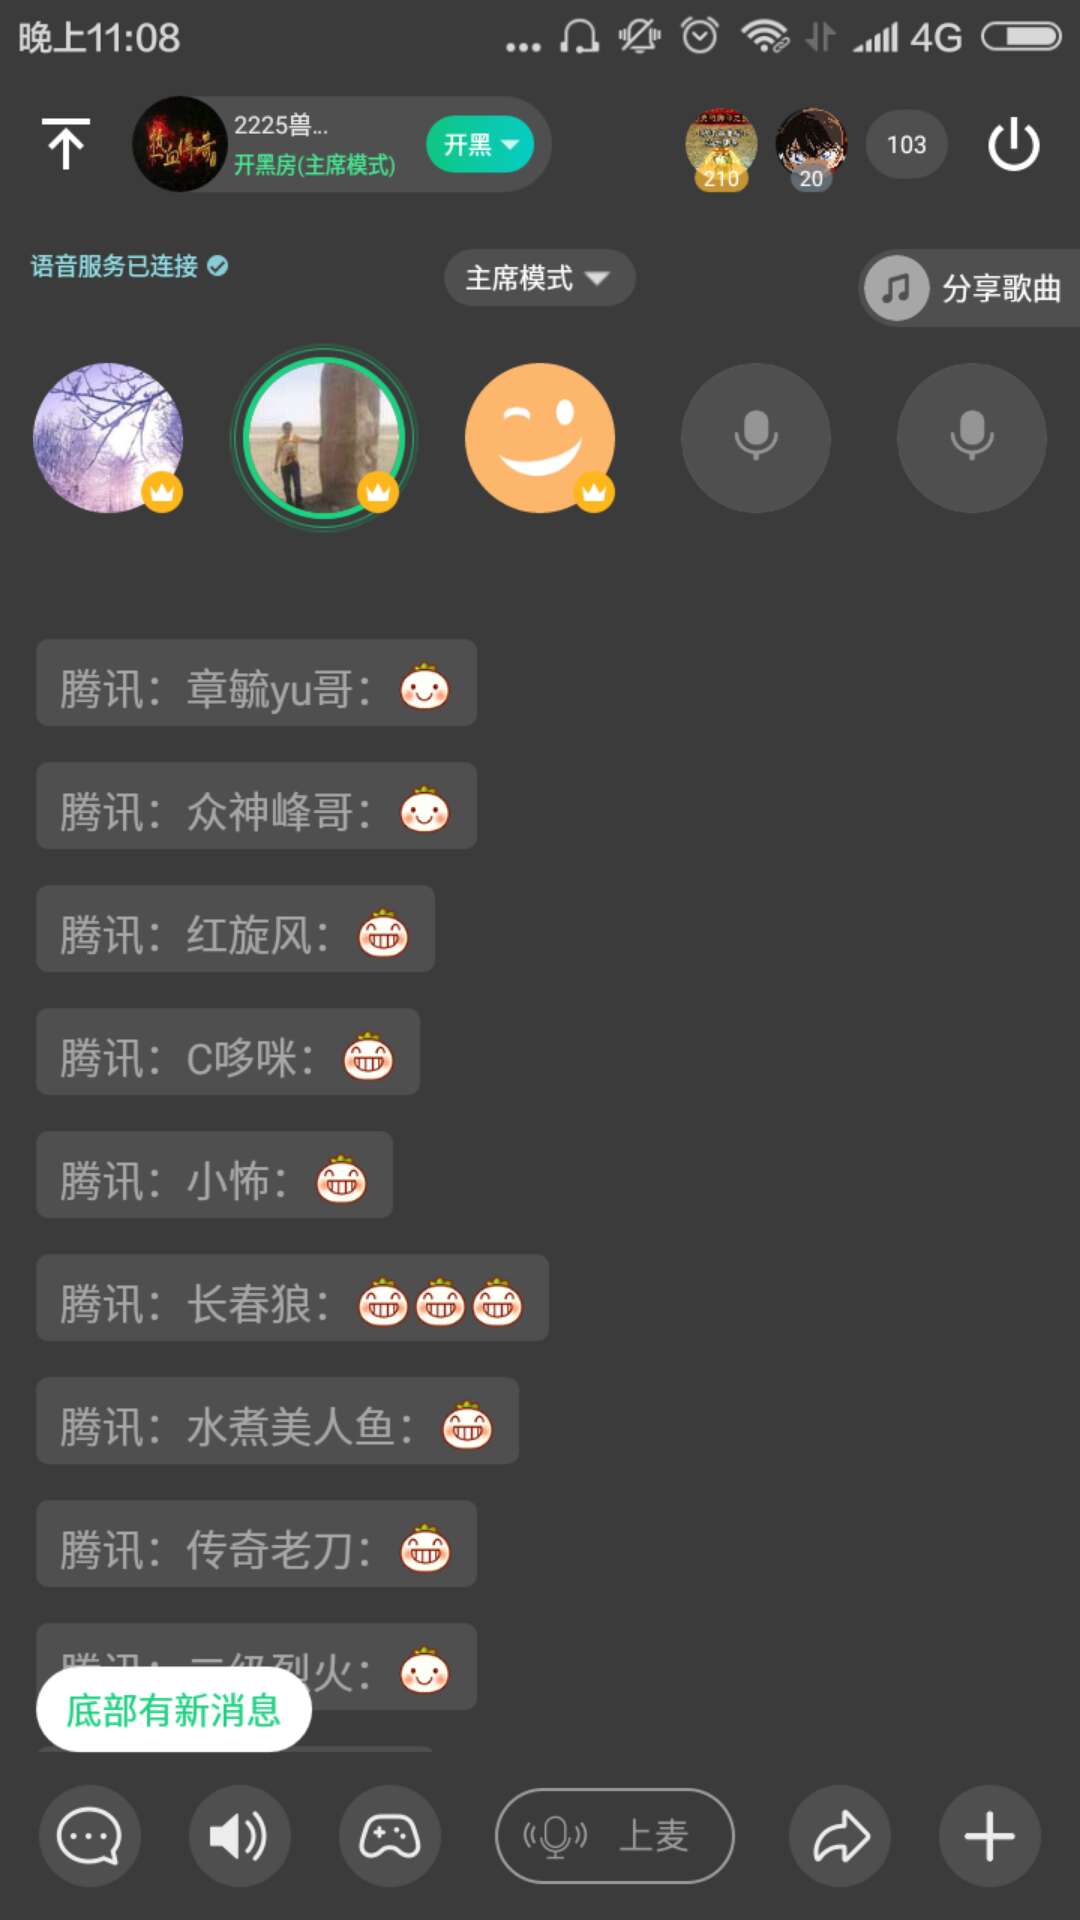 晚上11:08
4G
2225兽...
开黑房(主席模式)
开黑
210
20
103
语音服务已连接
主席模式
分享歌曲
腾讯：章毓yu哥：
腾讯：众神峰哥：
腾讯：红旋风：
腾讯：C哆咪：
腾讯：小怖：
腾讯：长春狼：
腾讯：水煮美人鱼：
腾讯：传奇老刀：
腾讯：二级烈火：
底部有新消息
上麦